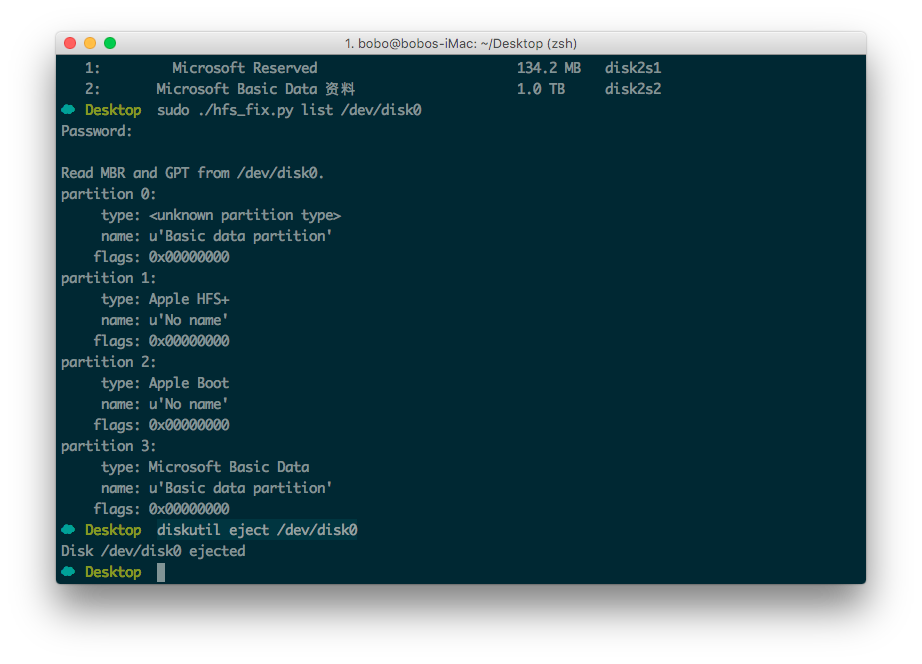 1. bobo@bobos-iMac: ~/Desktop (zsh)
1: Microsoft Reserved 134.2 MB disk2s1
2: Microsoft Basic Data 资料 1.0 TB disk2s2
Desktop sudo ./hfs_fix.py list /dev/disk0
Password:
Read MBR and GPT from /dev/disk0.
partition 0:
type: <unknown partition type>
name: u'Basic data partition'
flags: 0x00000000
partition 1:
type: Apple HFS+
name: u'No name'
flags: 0x00000000
partition 2:
type: Apple Boot
name: u'No name'
flags: 0x00000000
partition 3:
type: Microsoft Basic Data
name: u'Basic data partition'
flags: 0x00000000
Desktop diskutil eject /dev/disk0
Disk /dev/disk0 ejected
Desktop